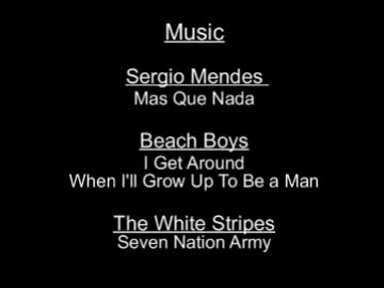 Music
Sergio Mendes
Mas Que Nada
Beach Boys
I Get Around
When I'll Grow Up To Be a Man
The White Stripes
Seven Nation Army